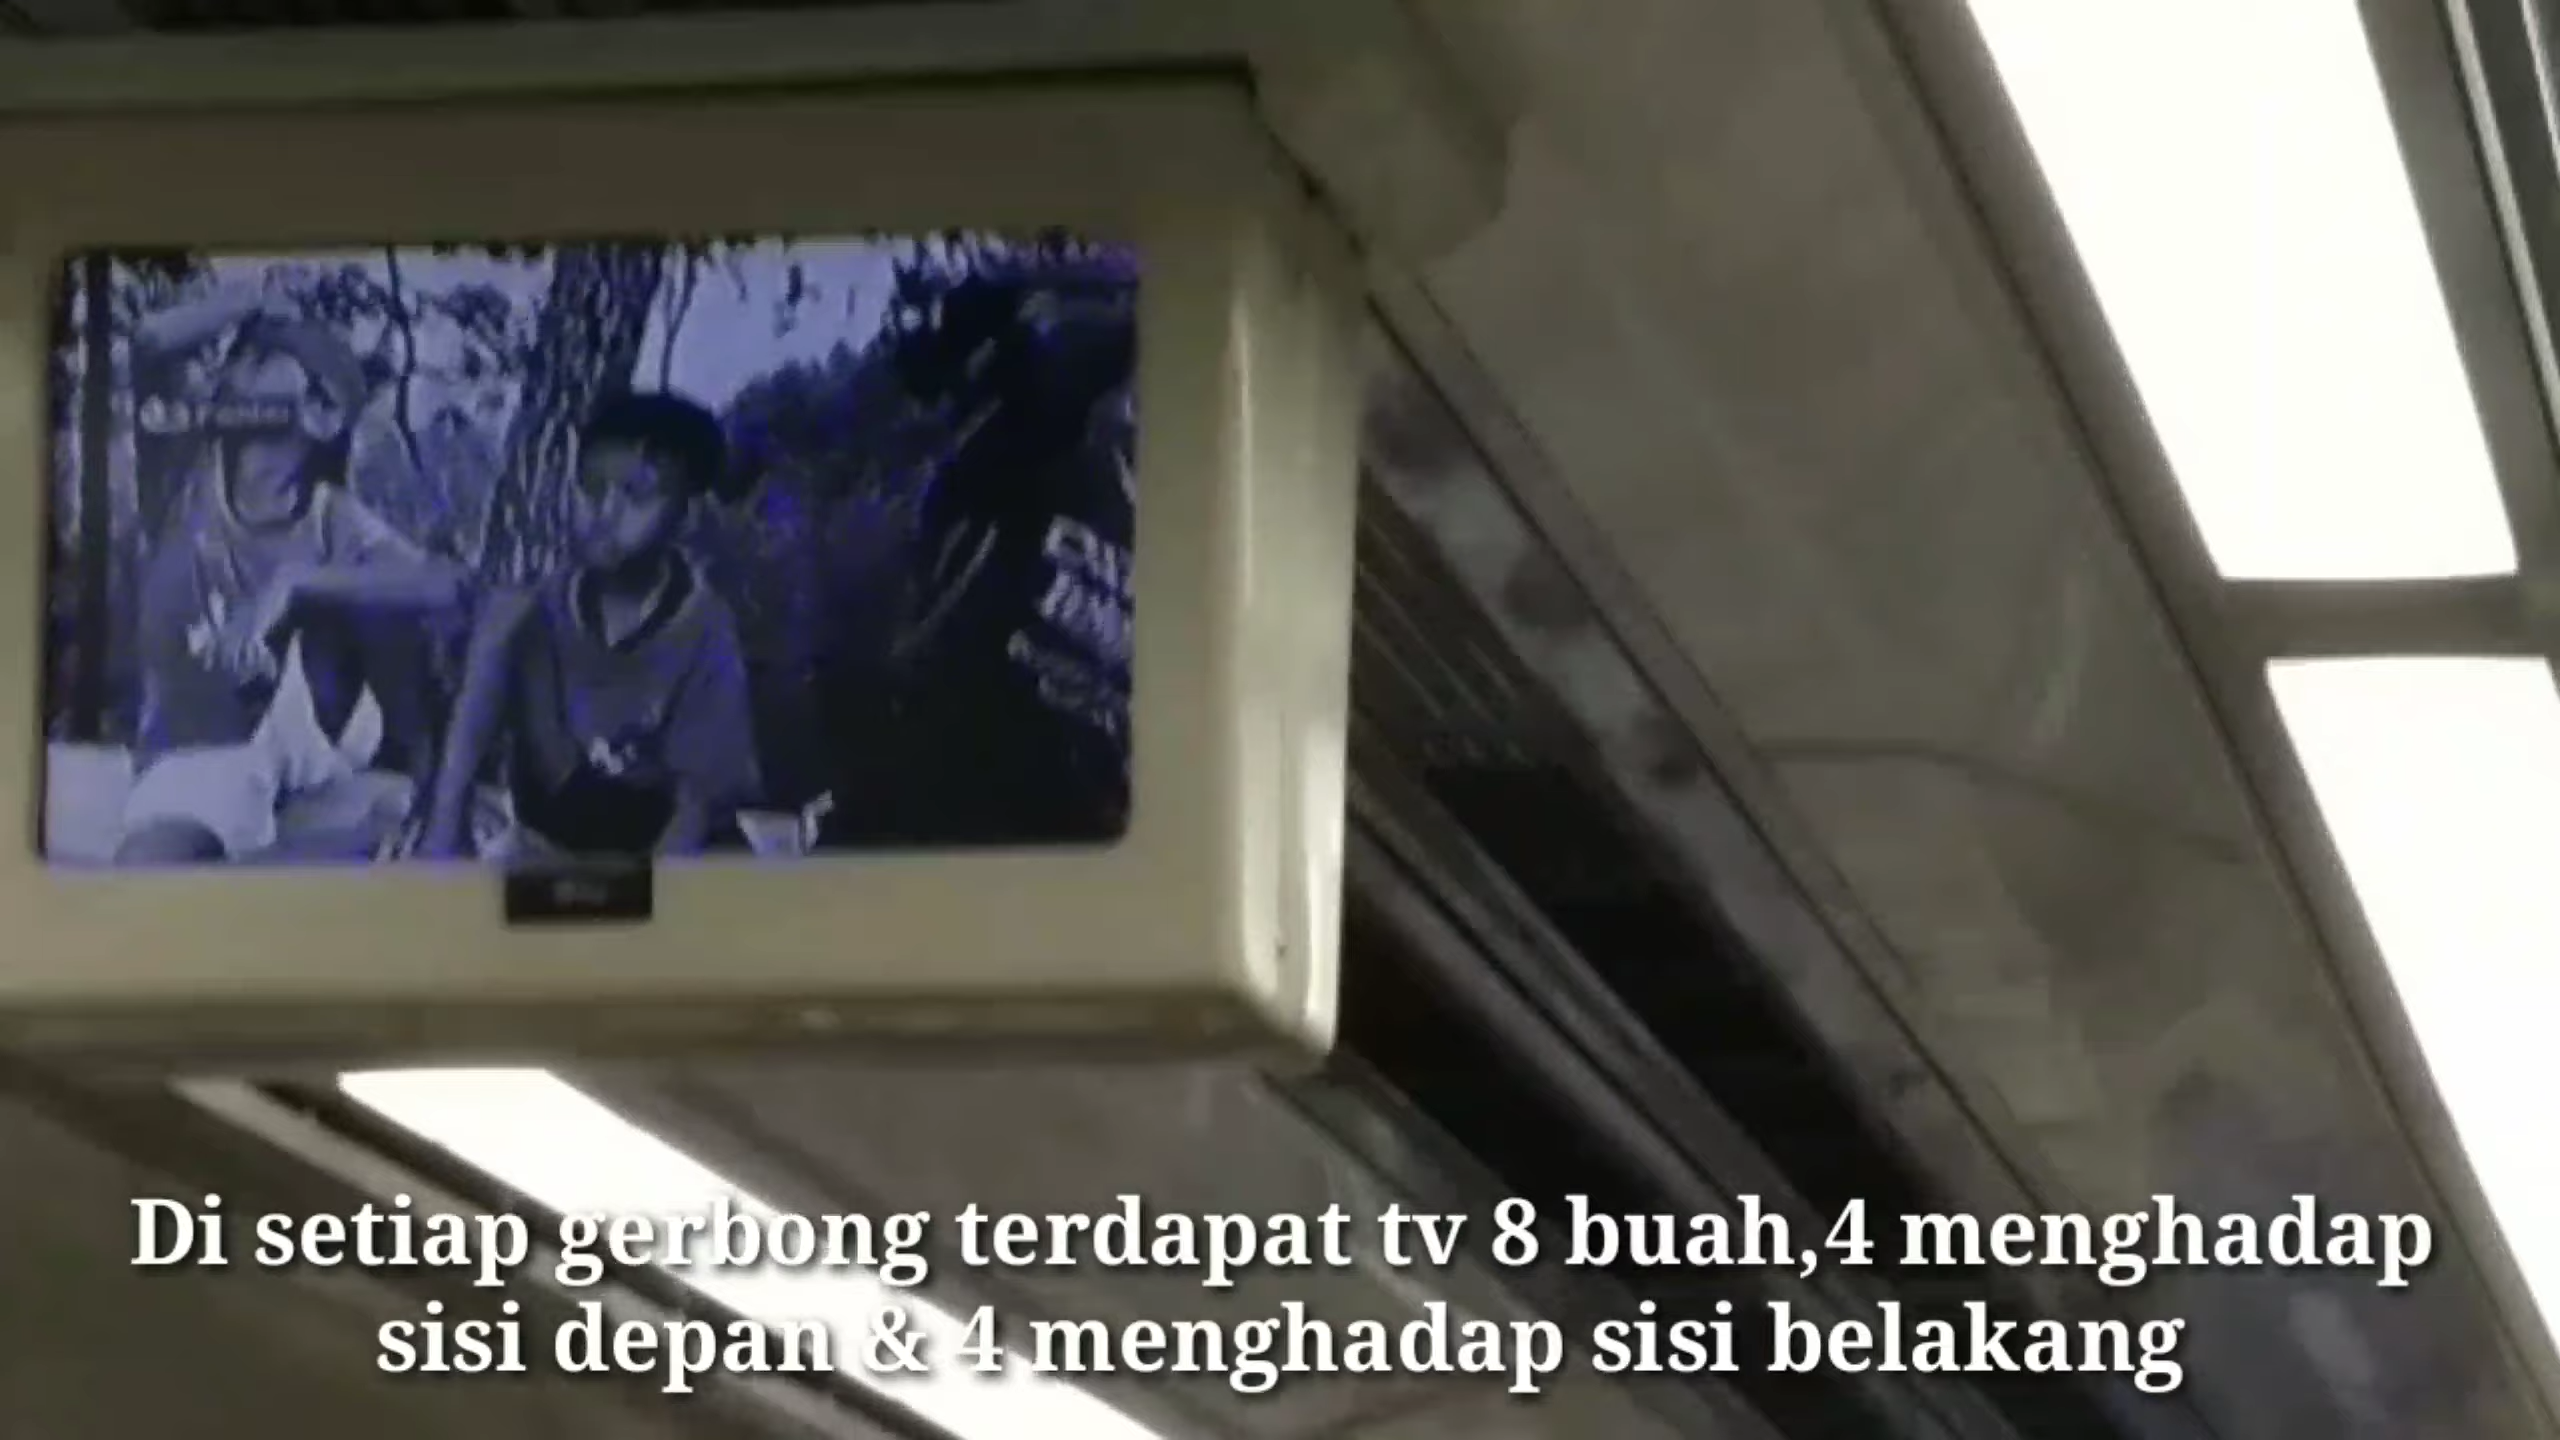 Di setiap gerbong terdapat tv 8 buah,4 menghadap
sisi depan & 4 menghadap sisi belakang